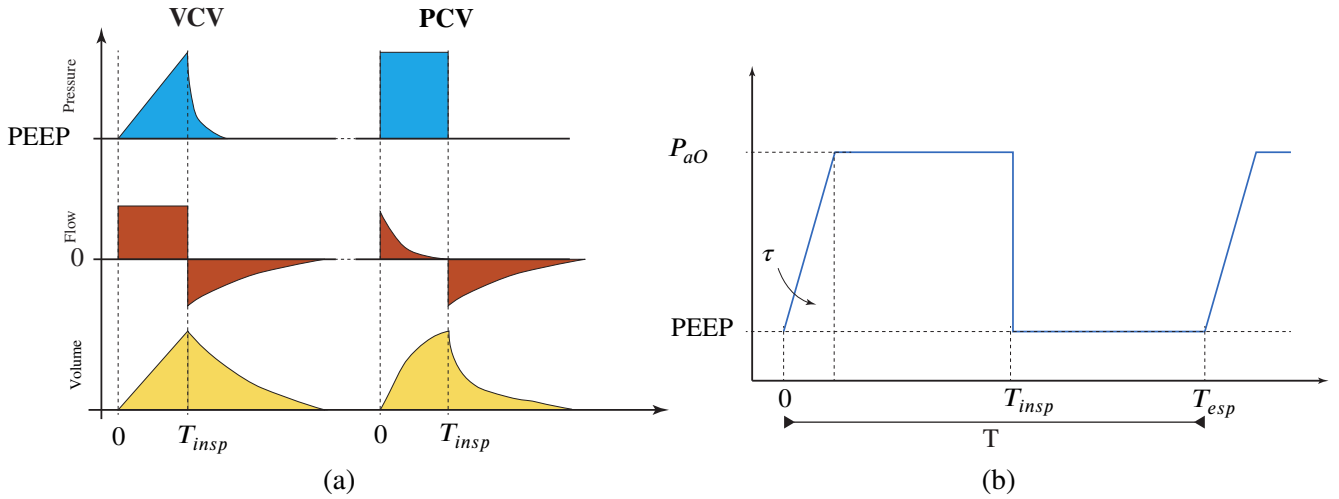 VCV
PCV
Pressure
PEEP
Flow
0
Volume
0
T_insp
0
T_insp
(a)
P_aO
τ
PEEP
0
T_insp
T_esp
T
(b)